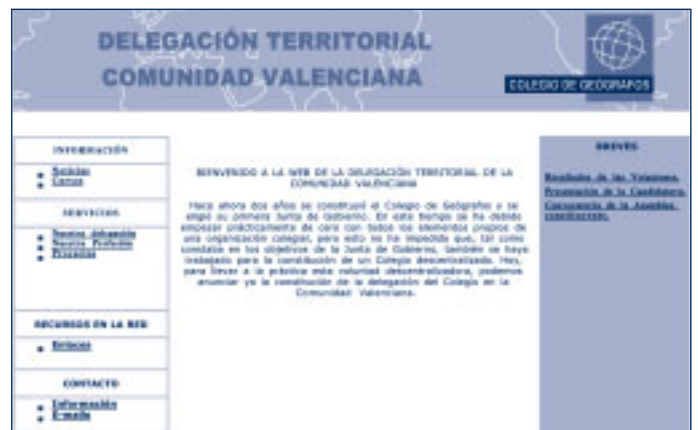 DELEGACIÓN TERRITORIAL
COMUNIDAD VALENCIANA
COLEGIO DE GEÓGRAFOS
INFORMACIÓN
Noticias
Cursos
SERVICIOS
Nuestra delegación
Nuestra Profesión
Proyectos
RECURSOS EN LA RED
Enlaces
CONTACTO
Información
E-mails
BIENVENIDO A LA WEB DE LA DELEGACIÓN TERRITORIAL DE LA
COMUNIDAD VALENCIANA
Hace ahora dos años se constituyó el Colegio de Geógrafos y se
eligió su primera Junta de Gobierno. En este tiempo se ha debido
empezar prácticamente de cero con todos los elementos propios de
una organización colegial, pero esto no ha impedido que, tal como
constaba en los objetivos de la Junta de Gobierno, también se haya
trabajado para la constitución de un Colegio descentralizado. Hoy,
para llevar a la práctica esta voluntad descentralizadora, podemos
anunciar ya la constitución de la delegación del Colegio en la
Comunidad Valenciana.
BREVES
Resultados de las Votaciones.
Presentación de la Candidatura.
Convocatoria de la Asamblea
constituyente.